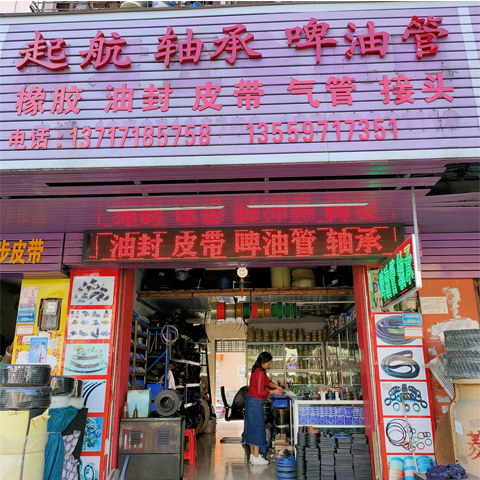 起航 轴承 啤油管
橡胶 油封 皮带 气管 接头
电话：13717185758 13559717351
油封 皮带 啤油管 轴承
步皮带